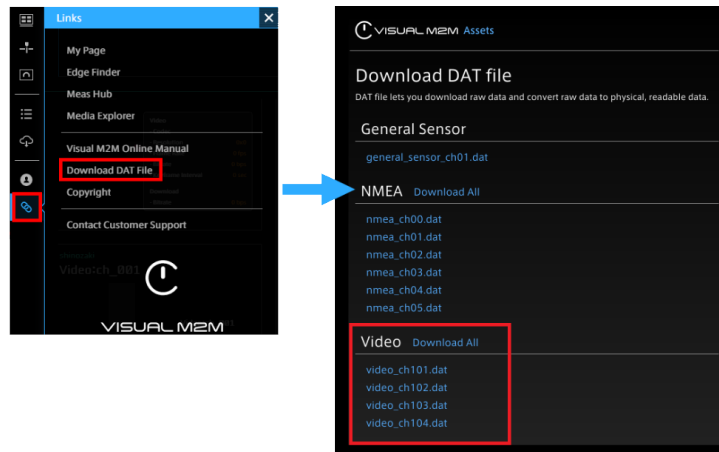 Links
My Page
Edge Finder
Meas Hub
Media Explorer
Visual M2M Online Manual
Download DAT File
Copyright
Contact Customer Support
Video:ch_001
VISUAL M2M
VISUAL M2M Assets
Download DAT file
DAT file lets you download raw data and convert raw data to physical, readable data.
General Sensor
general_sensor_ch01.dat
NMEA Download All
nmea_ch00.dat
nmea_ch01.dat
nmea_ch02.dat
nmea_ch03.dat
nmea_ch04.dat
nmea_ch05.dat
Video Download All
video_ch101.dat
video_ch102.dat
video_ch103.dat
video_ch104.dat